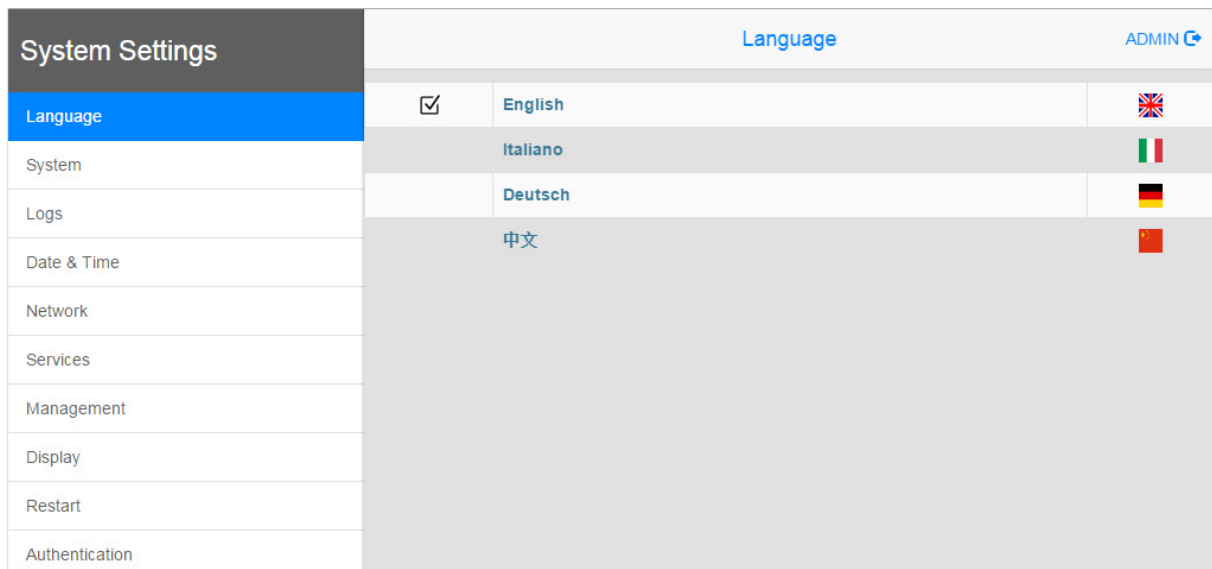 System Settings
Language
System
Logs
Date & Time
Network
Services
Management
Display
Restart
Authentication
Language
ADMIN
English
Italiano
Deutsch
中文